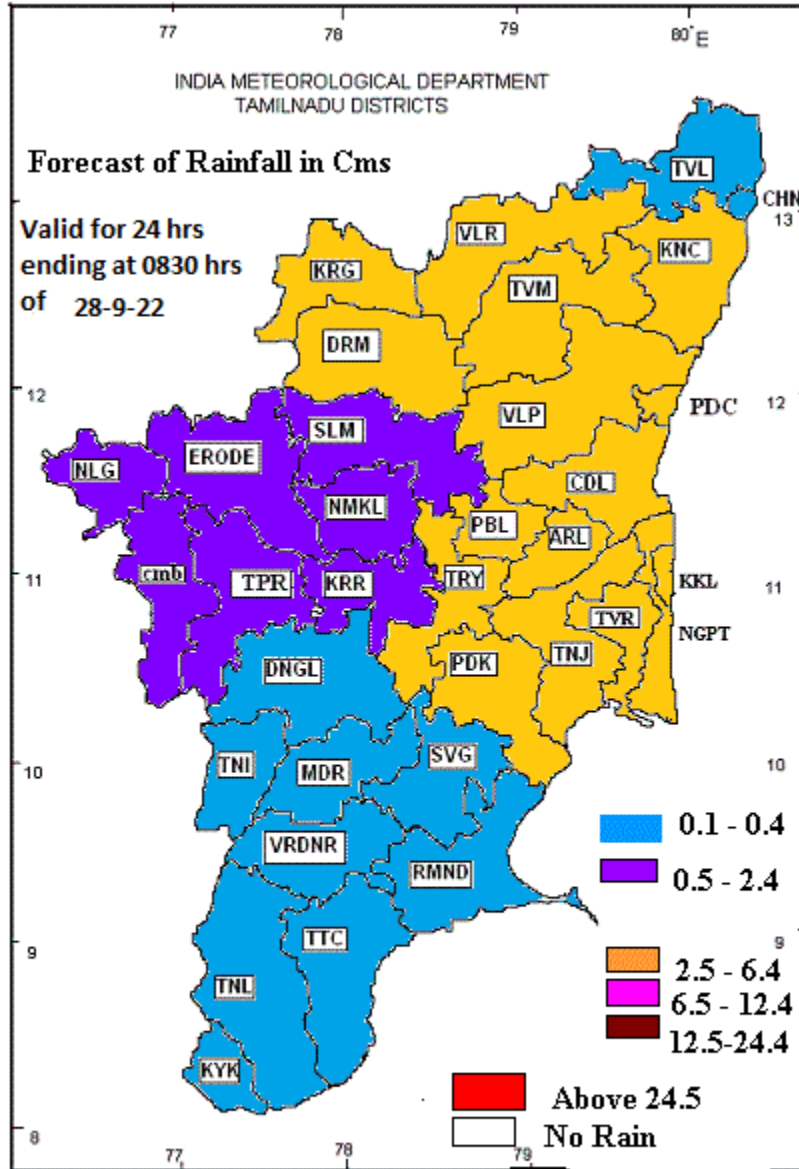 77 78 79 80°E
INDIA METEOROLOGICAL DEPARTMENT
TAMILNADU DISTRICTS
Forecast of Rainfall in Cms
TVL
CHN
13
Valid for 24 hrs
ending at 0830 hrs
of 28-9-22
VLR
KNC
KRG
TVM
DRM
12
12
PDC
VLP
SLM
ERODE
NLG
CDL
NMKL
PBL
ARL
cmb
TPR
KRR
TRY
11
11
KKL
TVR
NGPT
TNJ
PDK
DNGL
SVG
TNI
MDR
10
10
0.1 - 0.4
VRDNR
RMND
0.5 - 2.4
TTC
9
9
2.5 - 6.4
TNL
6.5 - 12.4
12.5-24.4
KYK
Above 24.5
No Rain
8
77 78 79